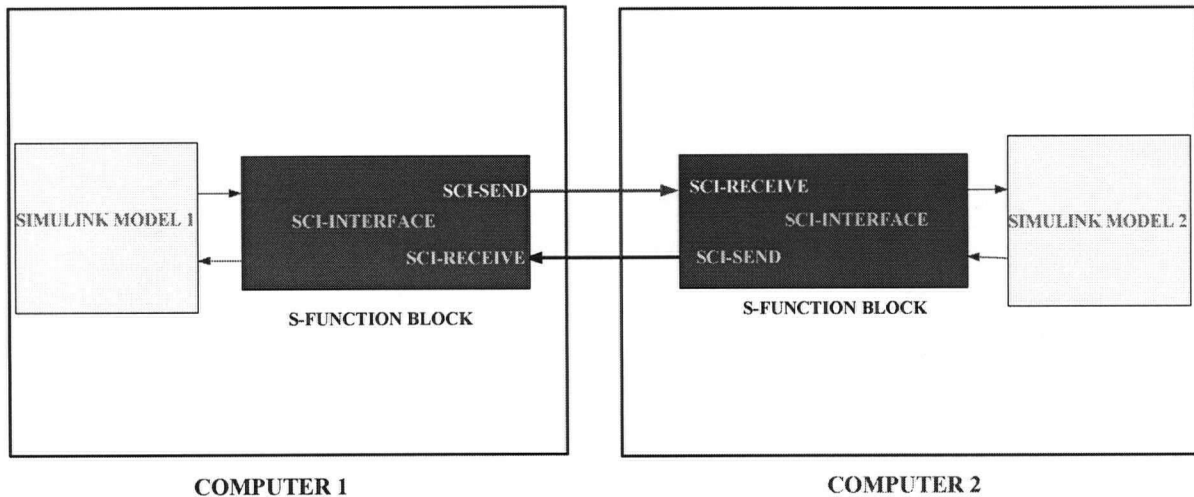 SIMULINK MODEL 1
SCI-SEND
SCI-INTERFACE
SCI-RECEIVE
S-FUNCTION BLOCK
COMPUTER 1
SCI-RECEIVE
SCI-INTERFACE
SCI-SEND
S-FUNCTION BLOCK
SIMULINK MODEL 2
COMPUTER 2